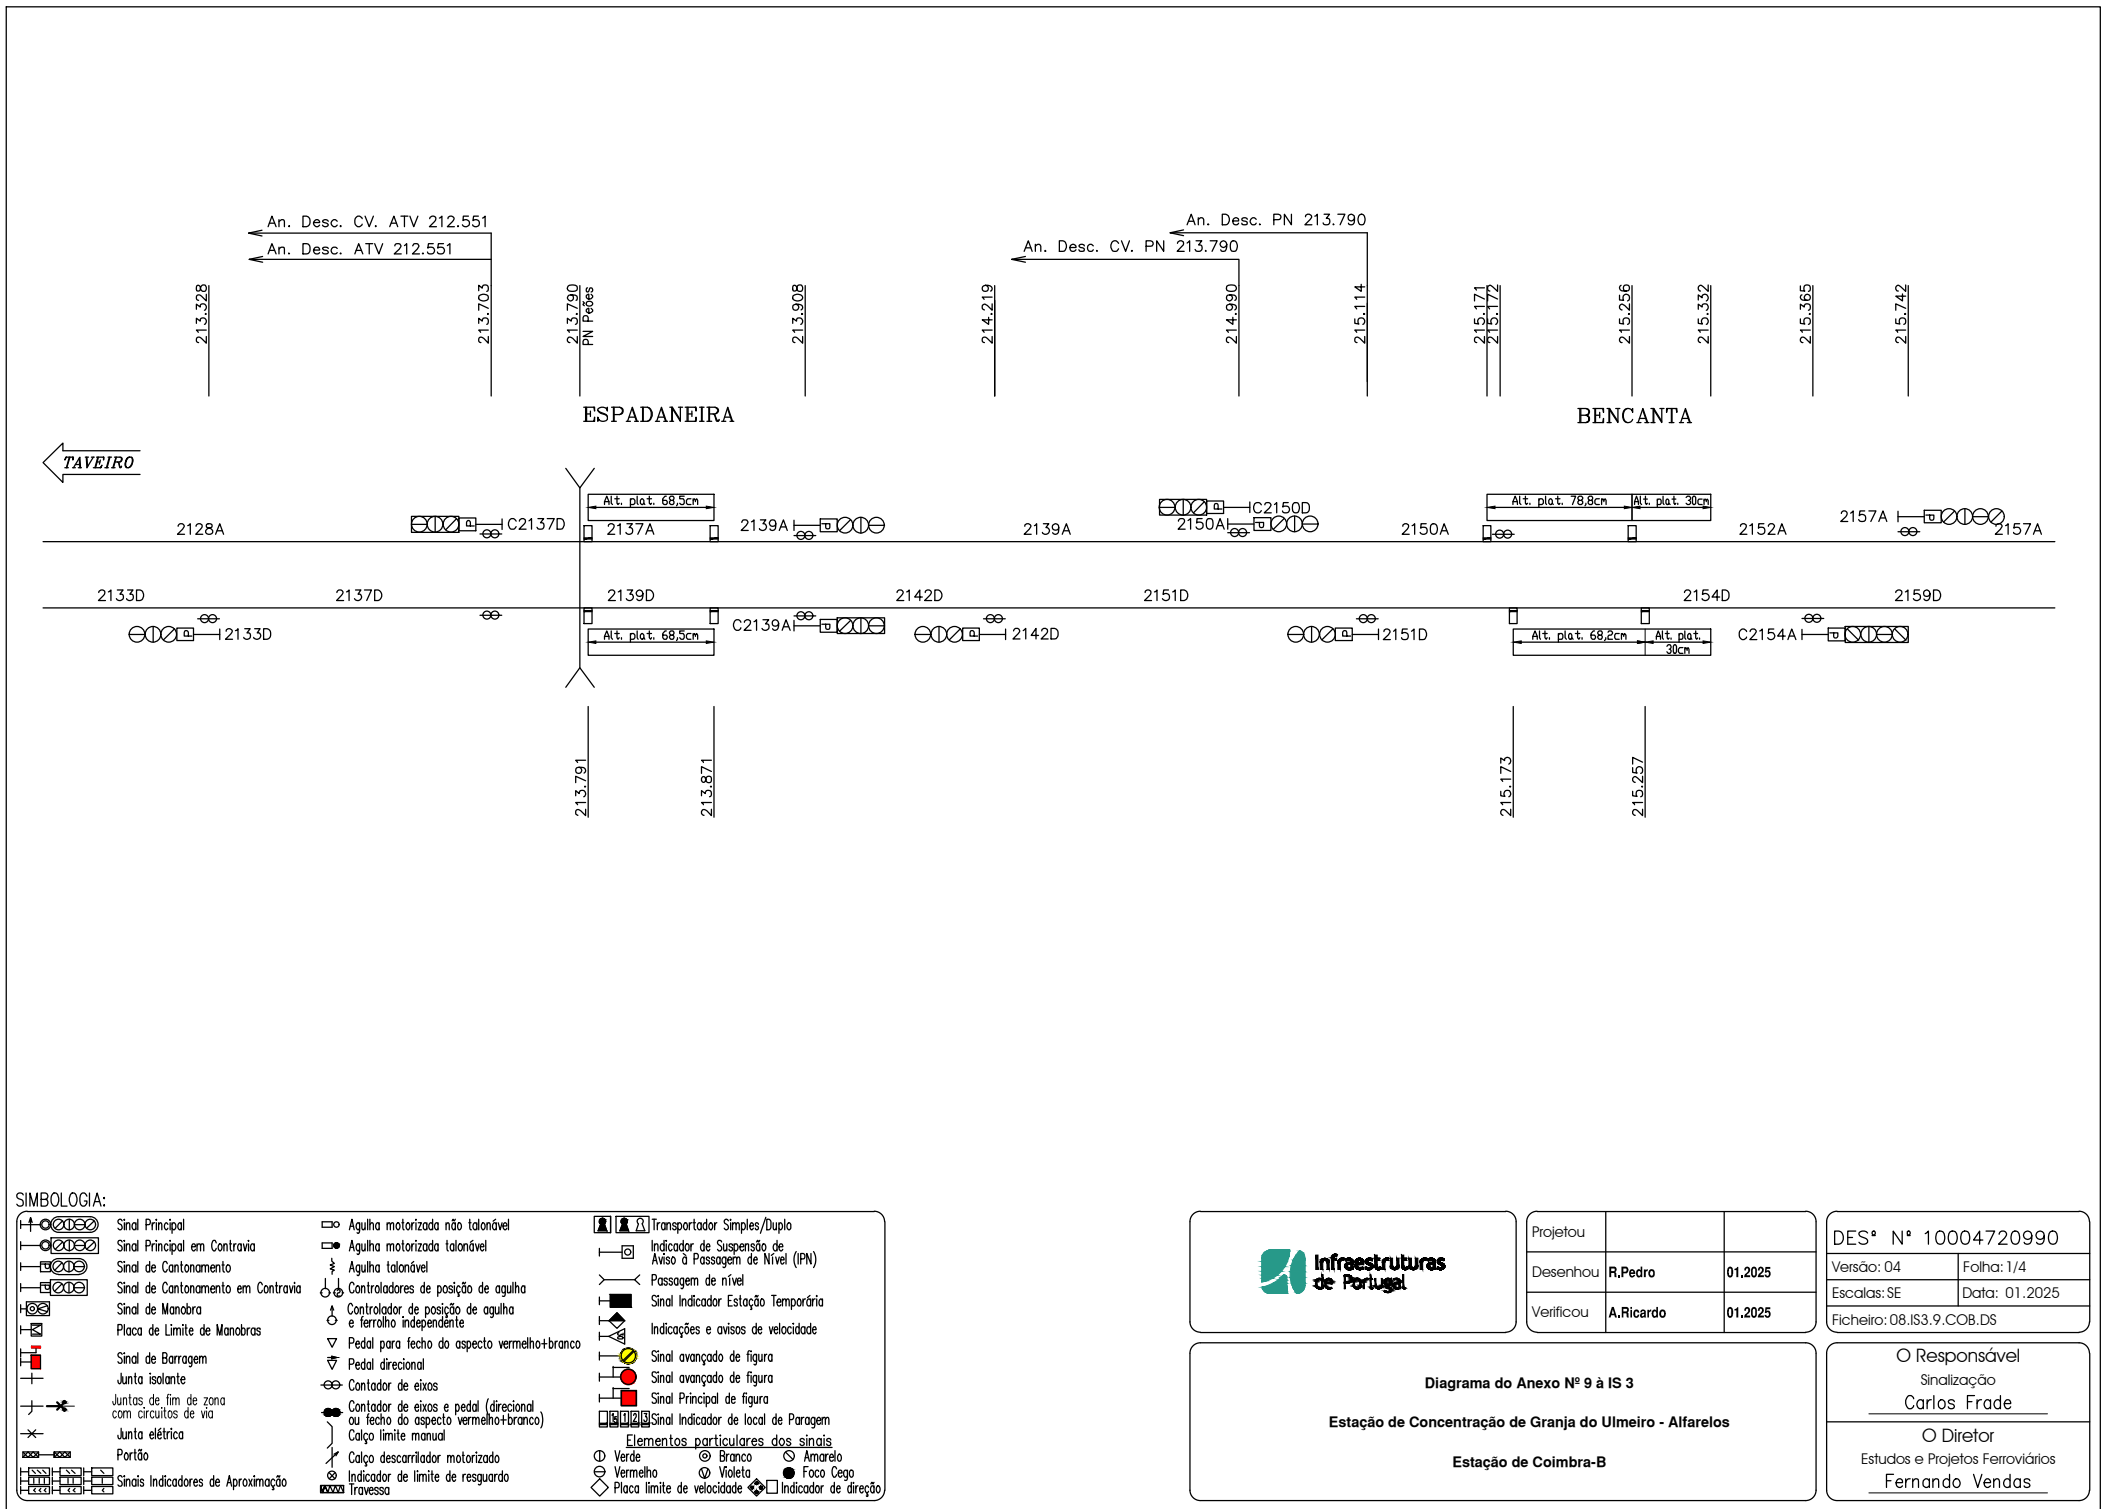 An. Desc. CV. ATV 212.551
An. Desc. ATV 212.551
An. Desc. PN 213.790
An. Desc. CV. PN 213.790
213.328
213.703
213.790
PN Peões
213.908
214.219
214.990
215.114
215.171
215.172
215.256
215.332
215.365
215.742
ESPADANEIRA
BENCANTA
TAVEIRO
Alt. plat. 68,5cm
Alt. plat. 78,8cm
Alt. plat. 30cm
P
C2137D
P
C2150D
2128A
2137A
2139A
P
2139A
2150A
P
2150A
2152A
2157A
P
2157A
2133D
2137D
2139D
2142D
2151D
2154D
2159D
P
2133D
Alt. plat. 68,5cm
C2139A
P
P
2142D
P
2151D
Alt. plat. 68,2cm
Alt. plat.
30cm
C2154A
P
213.791
213.871
215.173
215.257
SIMBOLOGIA:
Sinal Principal
Sinal Principal em Contravia
Sinal de Cantonamento
Sinal de Cantonamento em Contravia
Sinal de Manobra
Placa de Limite de Manobras
Sinal de Barragem
Junta isolante
Juntas de fim de zona
com circuitos de via
Junta elétrica
Portão
Sinais Indicadores de Aproximação
Agulha motorizada não talonável
Agulha motorizada talonável
Agulha talonável
Controladores de posição de agulha
Controlador de posição de agulha
e ferrolho independente
Pedal para fecho do aspecto vermelho+branco
Pedal direcional
Contador de eixos
Contador de eixos e pedal (direcional
ou fecho do aspecto vermelho+branco)
Calço limite manual
Calço descarrilador motorizado
Indicador de limite de resguardo
Travessa
Transportador Simples/Duplo
Indicador de Suspensão de
Aviso à Passagem de Nível (IPN)
Passagem de nível
Sinal Indicador Estação Temporária
Indicações e avisos de velocidade
Sinal avançado de figura
Sinal avançado de figura
Sinal Principal de figura
1 2 3 Sinal Indicador de local de Paragem
Elementos particulares dos sinais
Verde
Branco
Amarelo
Vermelho
Violeta
Foco Cego
Placa limite de velocidade
Indicador de direção
Infraestruturas
de Portugal
Projetou
Desenhou R.Pedro 01.2025
Verificou A.Ricardo 01.2025
DESº Nº 10004720990
Versão: 04 Folha: 1/4
Escalas: SE Data: 01.2025
Ficheiro: 08.IS3.9.COB.DS
Diagrama do Anexo Nº 9 à IS 3
Estação de Concentração de Granja do Ulmeiro - Alfarelos
Estação de Coimbra-B
O Responsável
Sinalização
Carlos Frade
O Diretor
Estudos e Projetos Ferroviários
Fernando Vendas